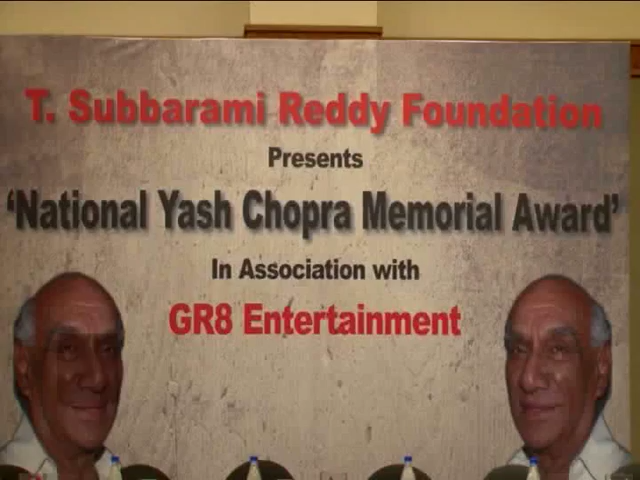 T. Subbarami Reddy Foundation
Presents
‘National Yash Chopra Memorial Award’
In Association with
GR8 Entertainment